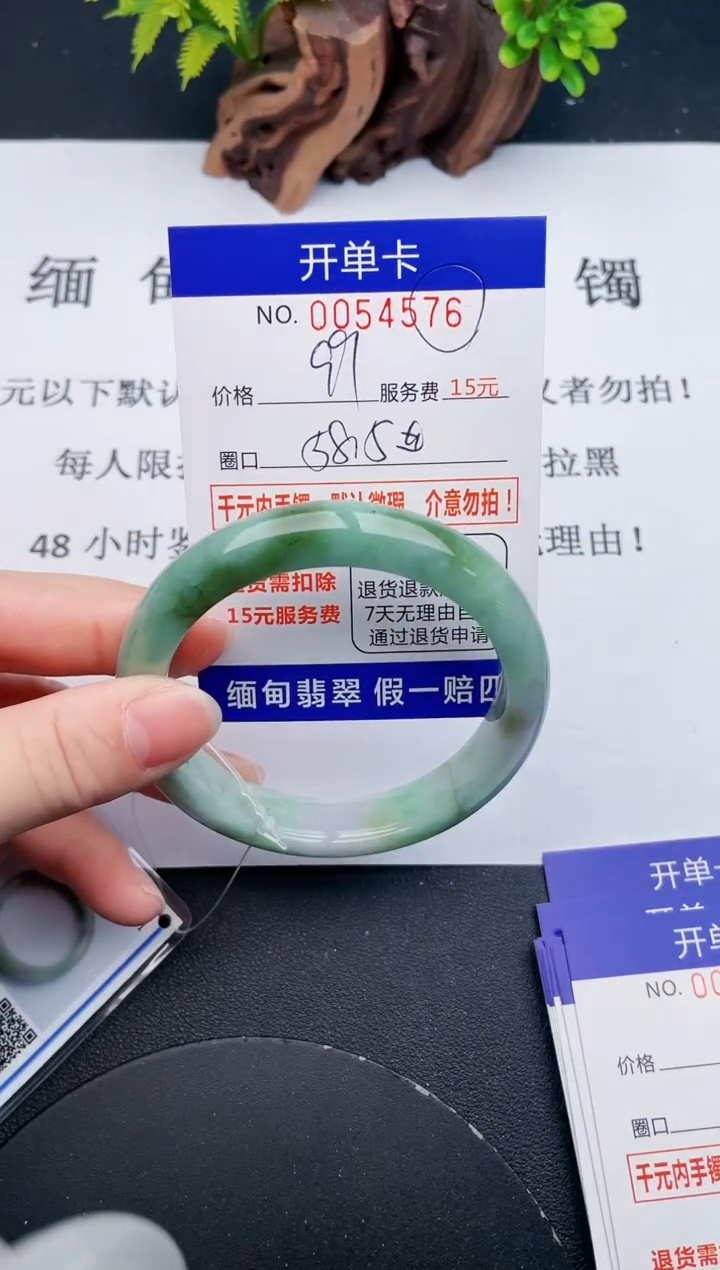 开单卡
NO. 0054576
价格 99 服务费 15元
圈口 58.5
千元内手镯 默认微瑕 介意勿拍！
货需扣除
15元服务费
退货退款
7天无理由
通过退货申请
缅甸翡翠 假一赔四
缅 甸 镯
元以下默认 者勿拍！
每人限 拉黑
48 小时鉴 理由！
开单
开单
开单
NO. 00
价格
圈口
千元内手镯
退货需